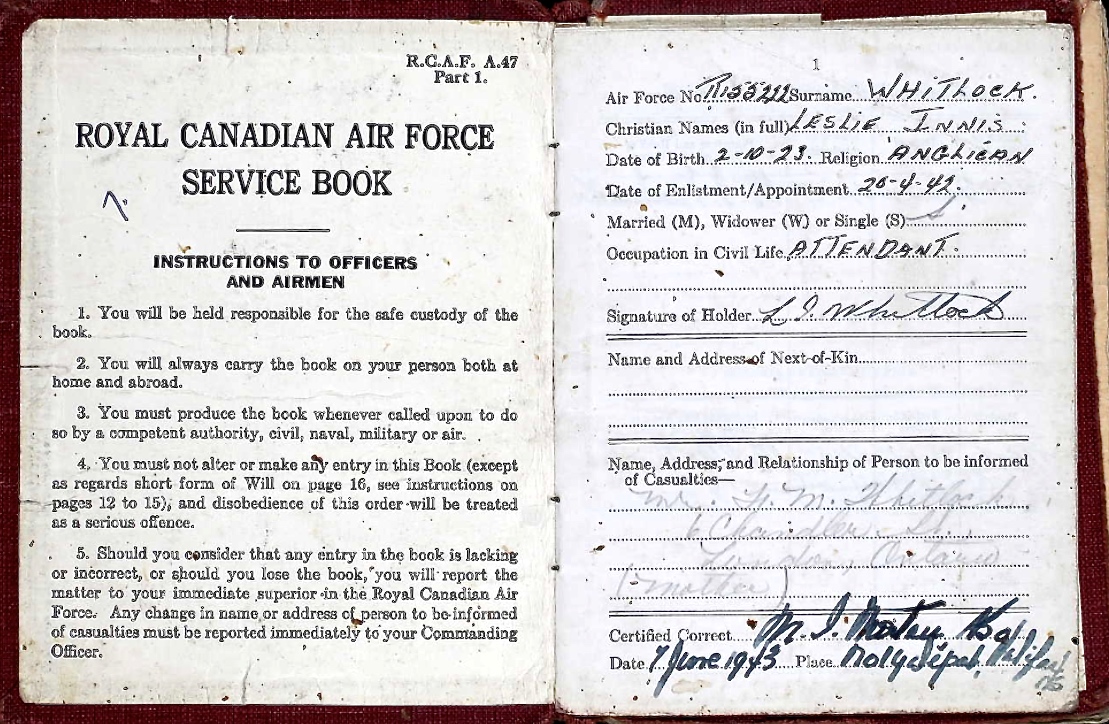 R.C.A.F. A.47
Part 1.
ROYAL CANADIAN AIR FORCE
SERVICE BOOK
INSTRUCTIONS TO OFFICERS
AND AIRMEN
1. You will be held responsible for the safe custody of the
book.
2. You will always carry the book on your person both at
home and abroad.
3. You must produce the book whenever called upon to do
so by a competent authority, civil, naval, military or air.
4. You must not alter or make any entry in this Book (except
as regards short form of Will on page 16, see instructions on
pages 12 to 15), and disobedience of this order will be treated
as a serious offence.
5. Should you consider that any entry in the book is lacking
or incorrect, or should you lose the book, you will report the
matter to your immediate superior in the Royal Canadian Air
Force. Any change in name or address of person to be informed
of casualties must be reported immediately to your Commanding
Officer.
1
Air Force No. Surname WHITLOCK.
Christian Names (in full) LESLIE INNIS
Date of Birth 2-10-23. Religion ANGLICAN
Date of Enlistment/Appointment
Married (M), Widower (W) or Single (S) S
Occupation in Civil Life ATTENDANT.
Signature of Holder L I Whitlock
Name and Address of Next-of-Kin
Name, Address, and Relationship of Person to be informed
of Casualties—
M. Whitlock
Chandler St.
London, Ontario
(mother)
Certified Correct M. I.
Date 7 June 1943 Place